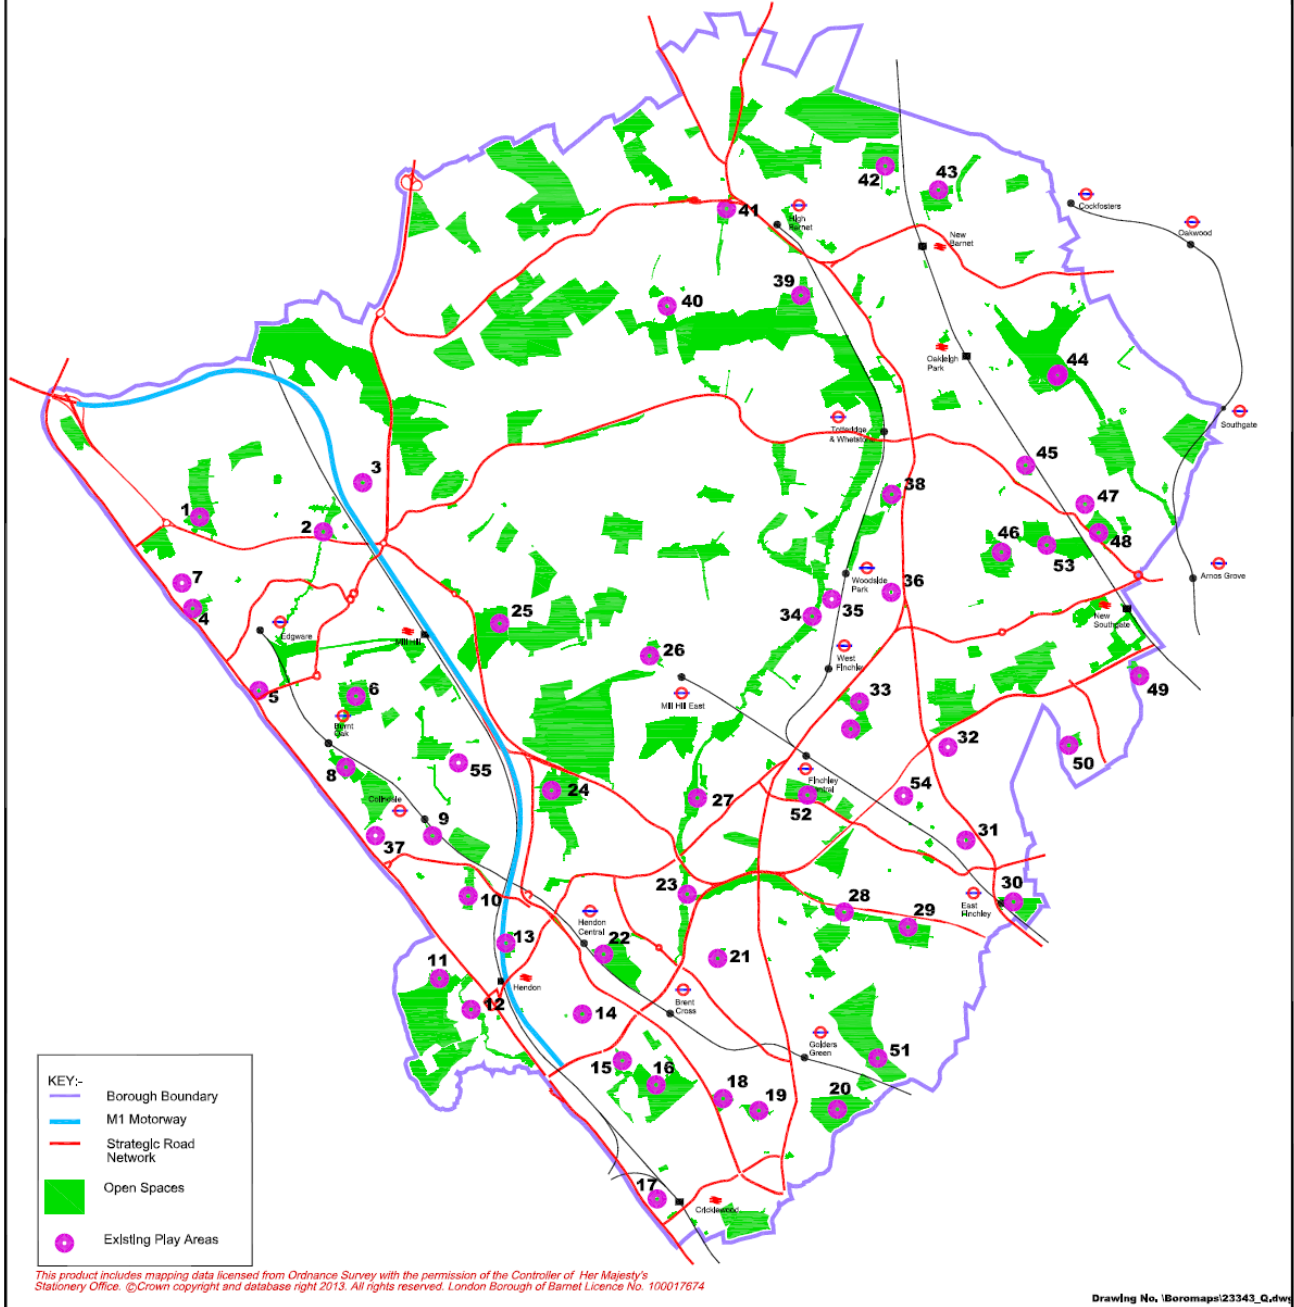 42
43
Cockfosters
41
High
Barnet
Oakwood
New
Barnet
39
40
Oakleigh
Park
44
Southgate
Totteridge
& Whetstone
3
45
38
1
2
47
46
48
53
7
Woodside
Park
36
Arnos Grove
4
25
34
35
New
Southgate
Edgware
Mill Hill
26
West
Finchley
5
6
Mill Hill East
33
49
Burnt
Oak
32
50
8
55
Finchley
Central
24
54
Colindale
27
52
9
31
37
23
30
10
28
29
East
Finchley
Hendon
Central
13
22
21
11
Hendon
12
14
Brent
Cross
Golders
Green
51
15
16
18
19
20
17
Cricklewood
KEY:-
Borough Boundary
M1 Motorway
Strategic Road
Network
Open Spaces
Existing Play Areas
This product includes mapping data licensed from Ordnance Survey with the permission of the Controller of Her Majesty's
Stationery Office. ©Crown copyright and database right 2013. All rights reserved. London Borough of Barnet Licence No. 100017674
Drawing No. \Boromaps\23343_Q.dwg